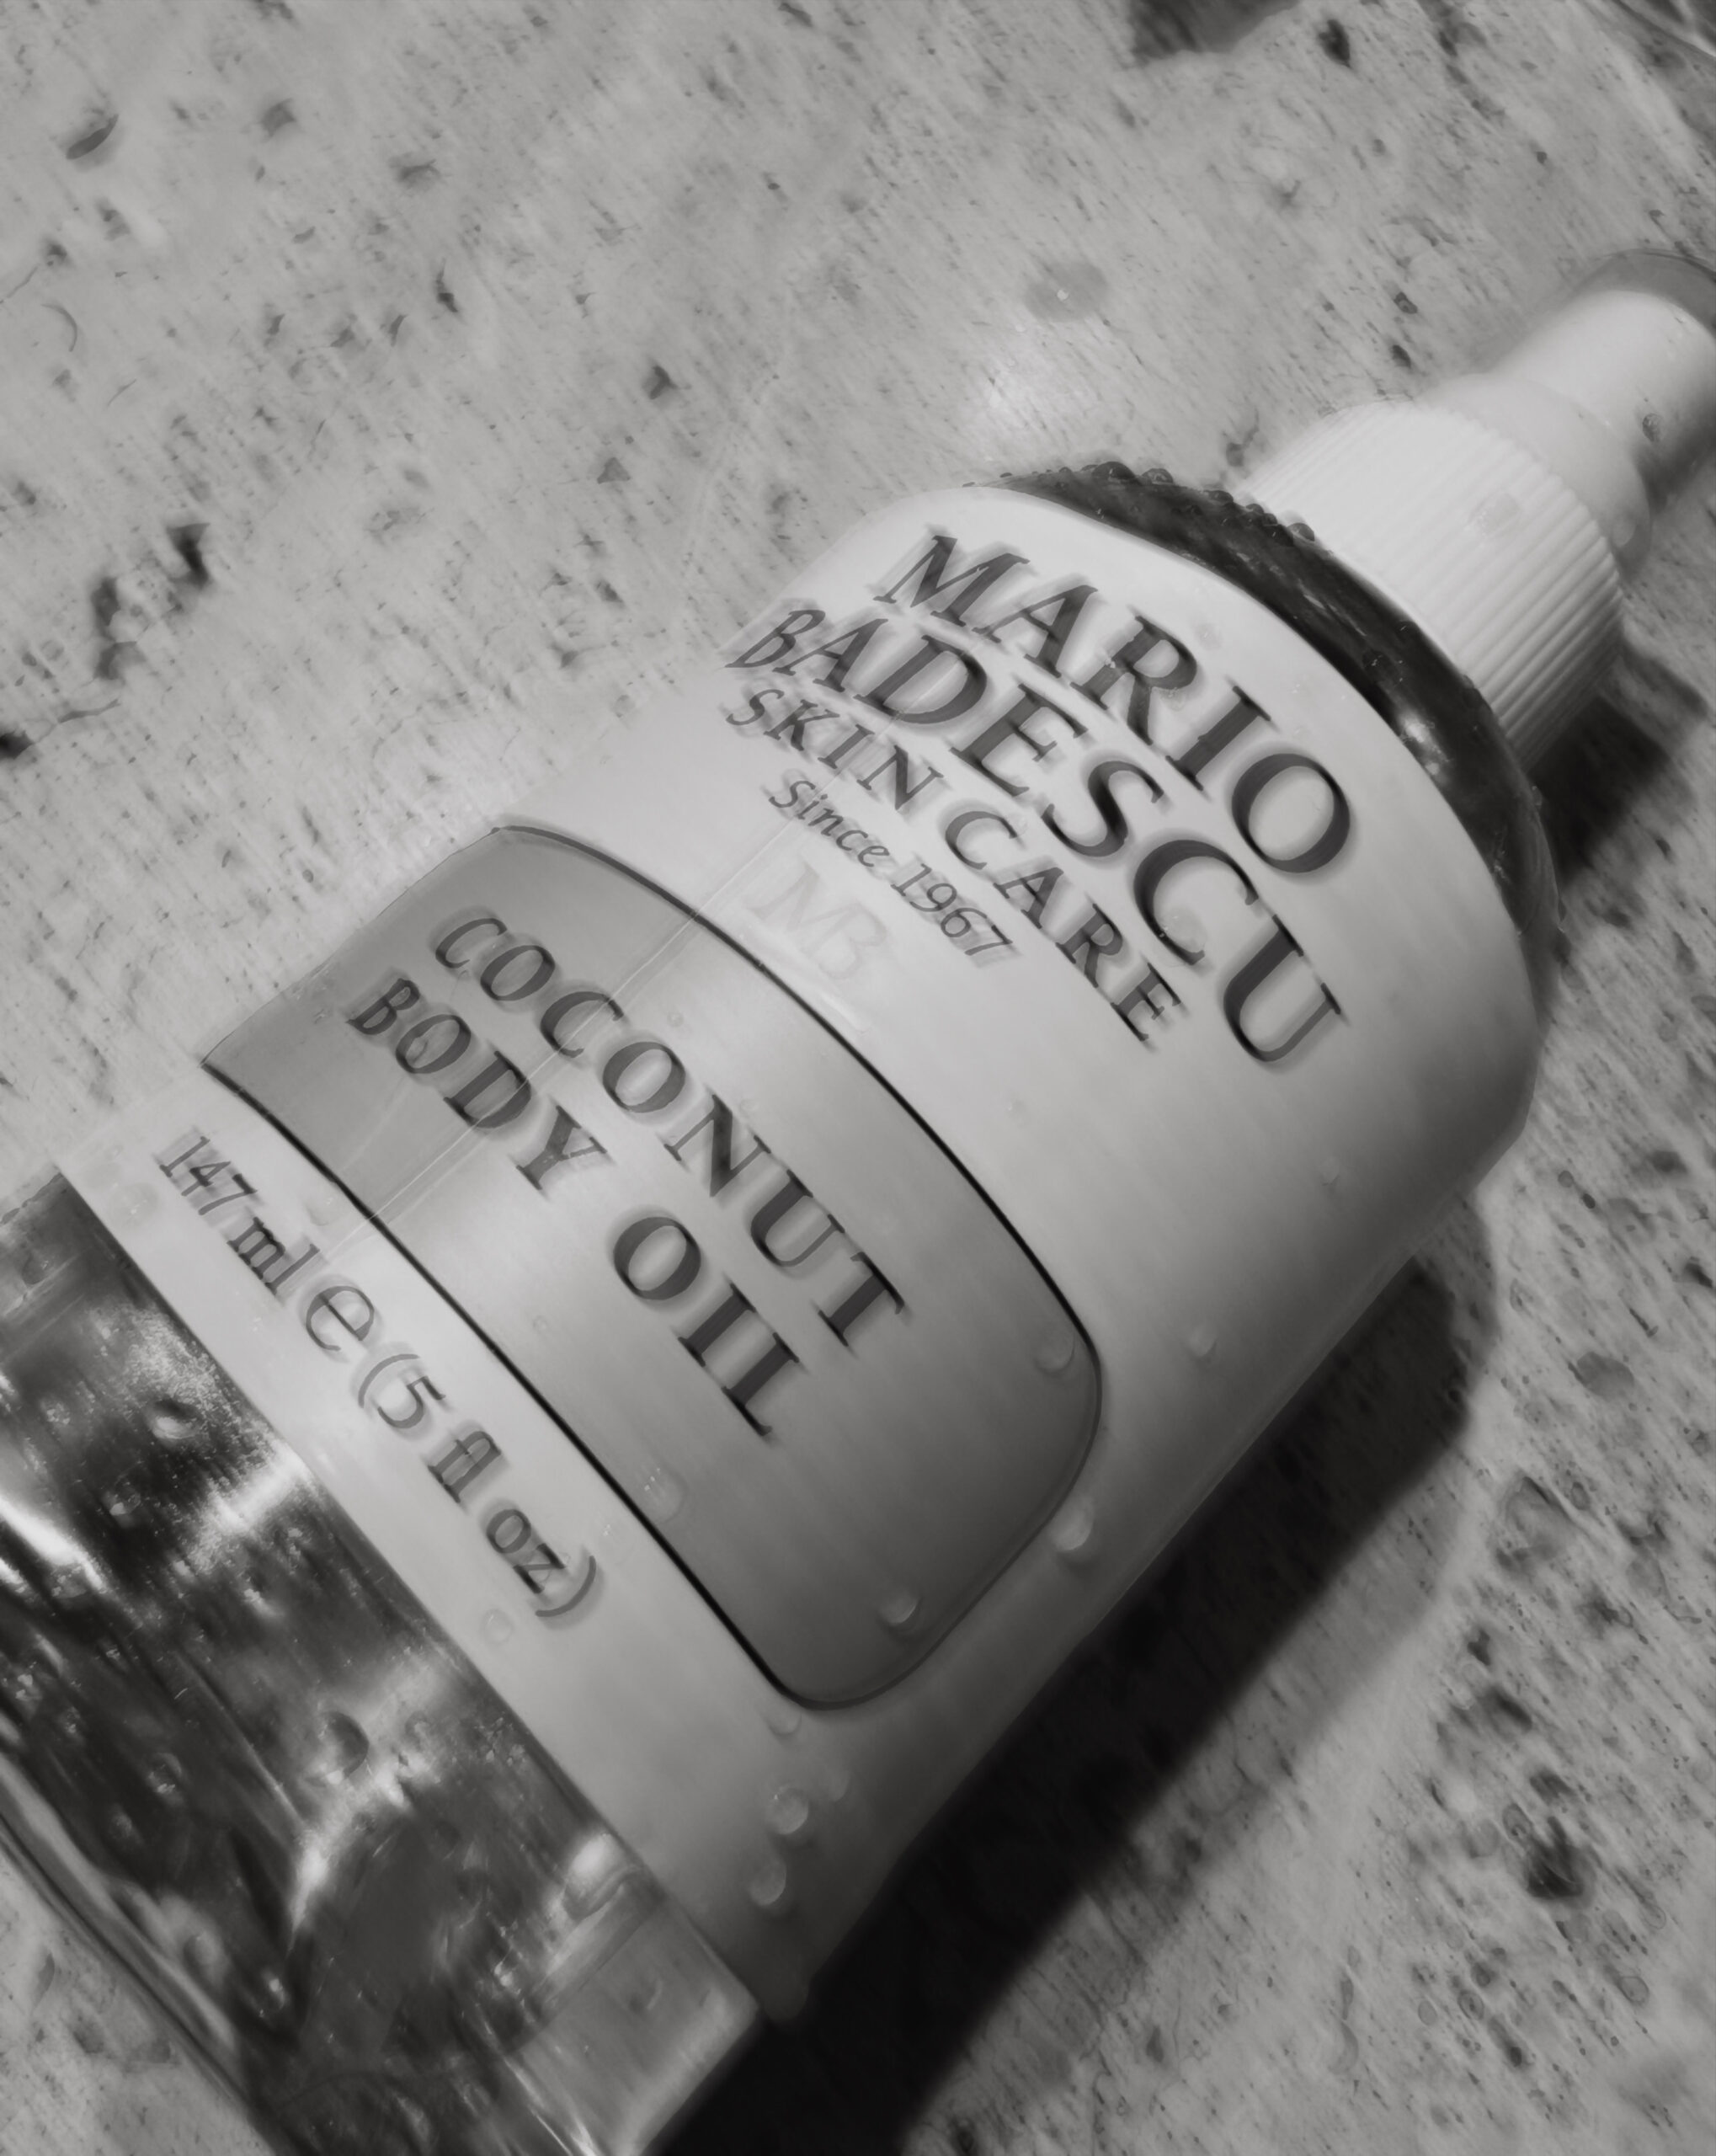 MARIO
BADESCU
SKIN CARE
Since 1967
MB
COCONUT
BODY OIL
147 ml e (5 fl oz)